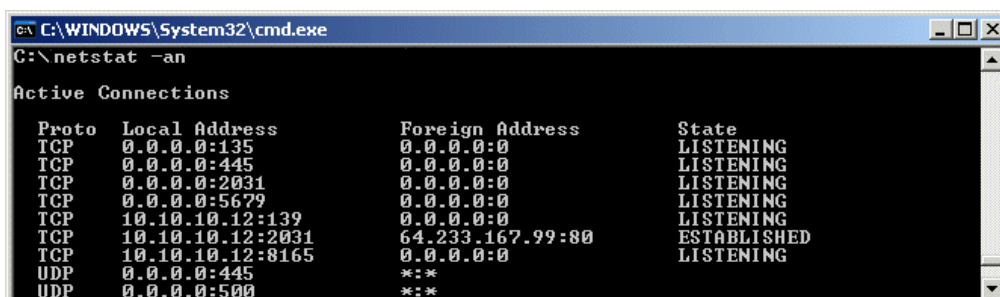 C:\WINDOWS\System32\cmd.exe
C:\netstat -an
Active Connections
Proto Local Address Foreign Address State
TCP 0.0.0.0:135 0.0.0.0:0 LISTENING
TCP 0.0.0.0:445 0.0.0.0:0 LISTENING
TCP 0.0.0.0:2031 0.0.0.0:0 LISTENING
TCP 0.0.0.0:5679 0.0.0.0:0 LISTENING
TCP 10.10.10.12:139 0.0.0.0:0 LISTENING
TCP 10.10.10.12:2031 64.233.167.99:80 ESTABLISHED
TCP 10.10.10.12:8165 0.0.0.0:0 LISTENING
UDP 0.0.0.0:445 *:*
UDP 0.0.0.0:500 *:*